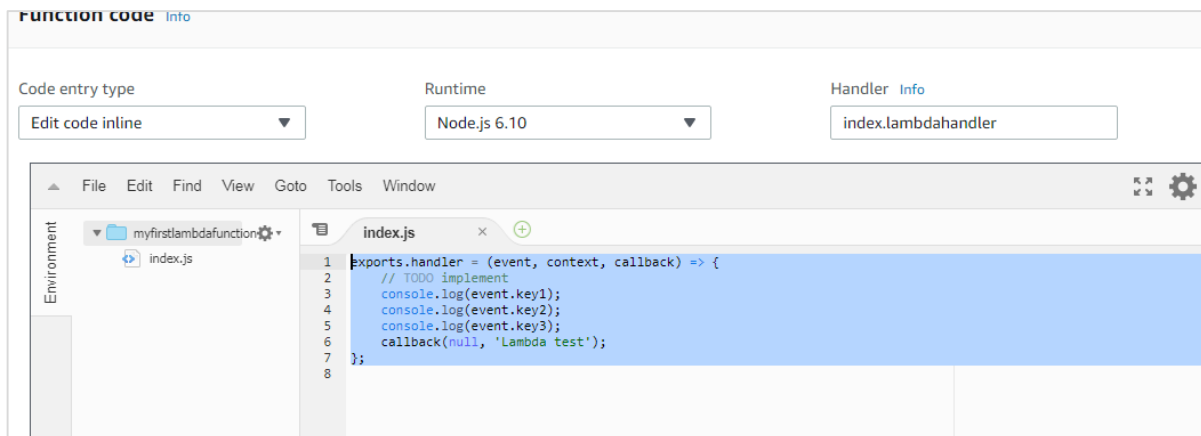 Function code Info
Code entry type Runtime Handler Info
Edit code inline Node.js 6.10 index.lambdahandler
File Edit Find View Goto Tools Window
Environment
myfirstlambdafunction
index.js
index.js
1 exports.handler = (event, context, callback) => {
2 // TODO implement
3 console.log(event.key1);
4 console.log(event.key2);
5 console.log(event.key3);
6 callback(null, 'Lambda test');
7 };
8